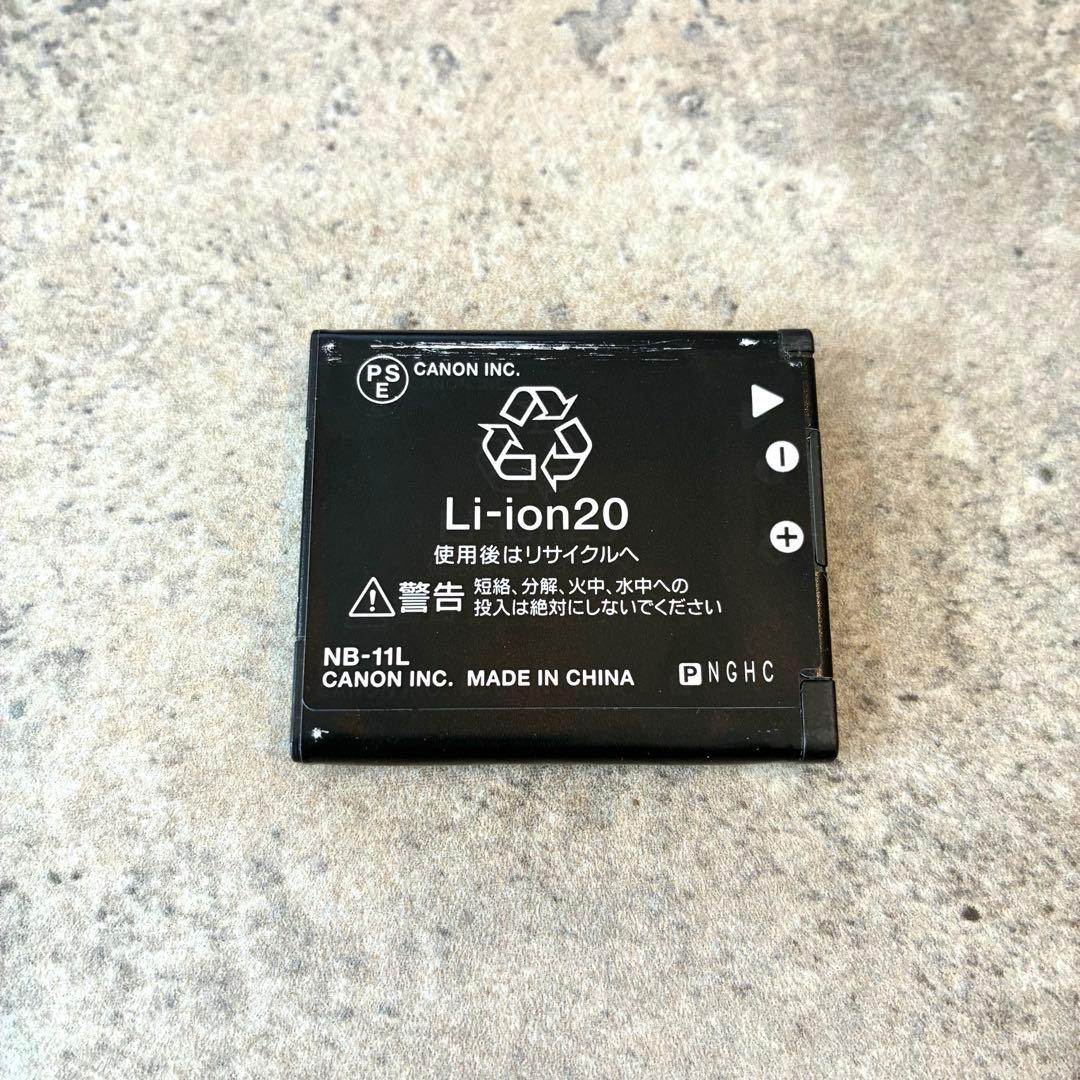 PSE CANON INC.
Li-ion20
使用後はリサイクルへ
警告 短絡、分解、火中、水中への
投入は絶対にしないでください
NB-11L
CANON INC. MADE IN CHINA
P NGHC